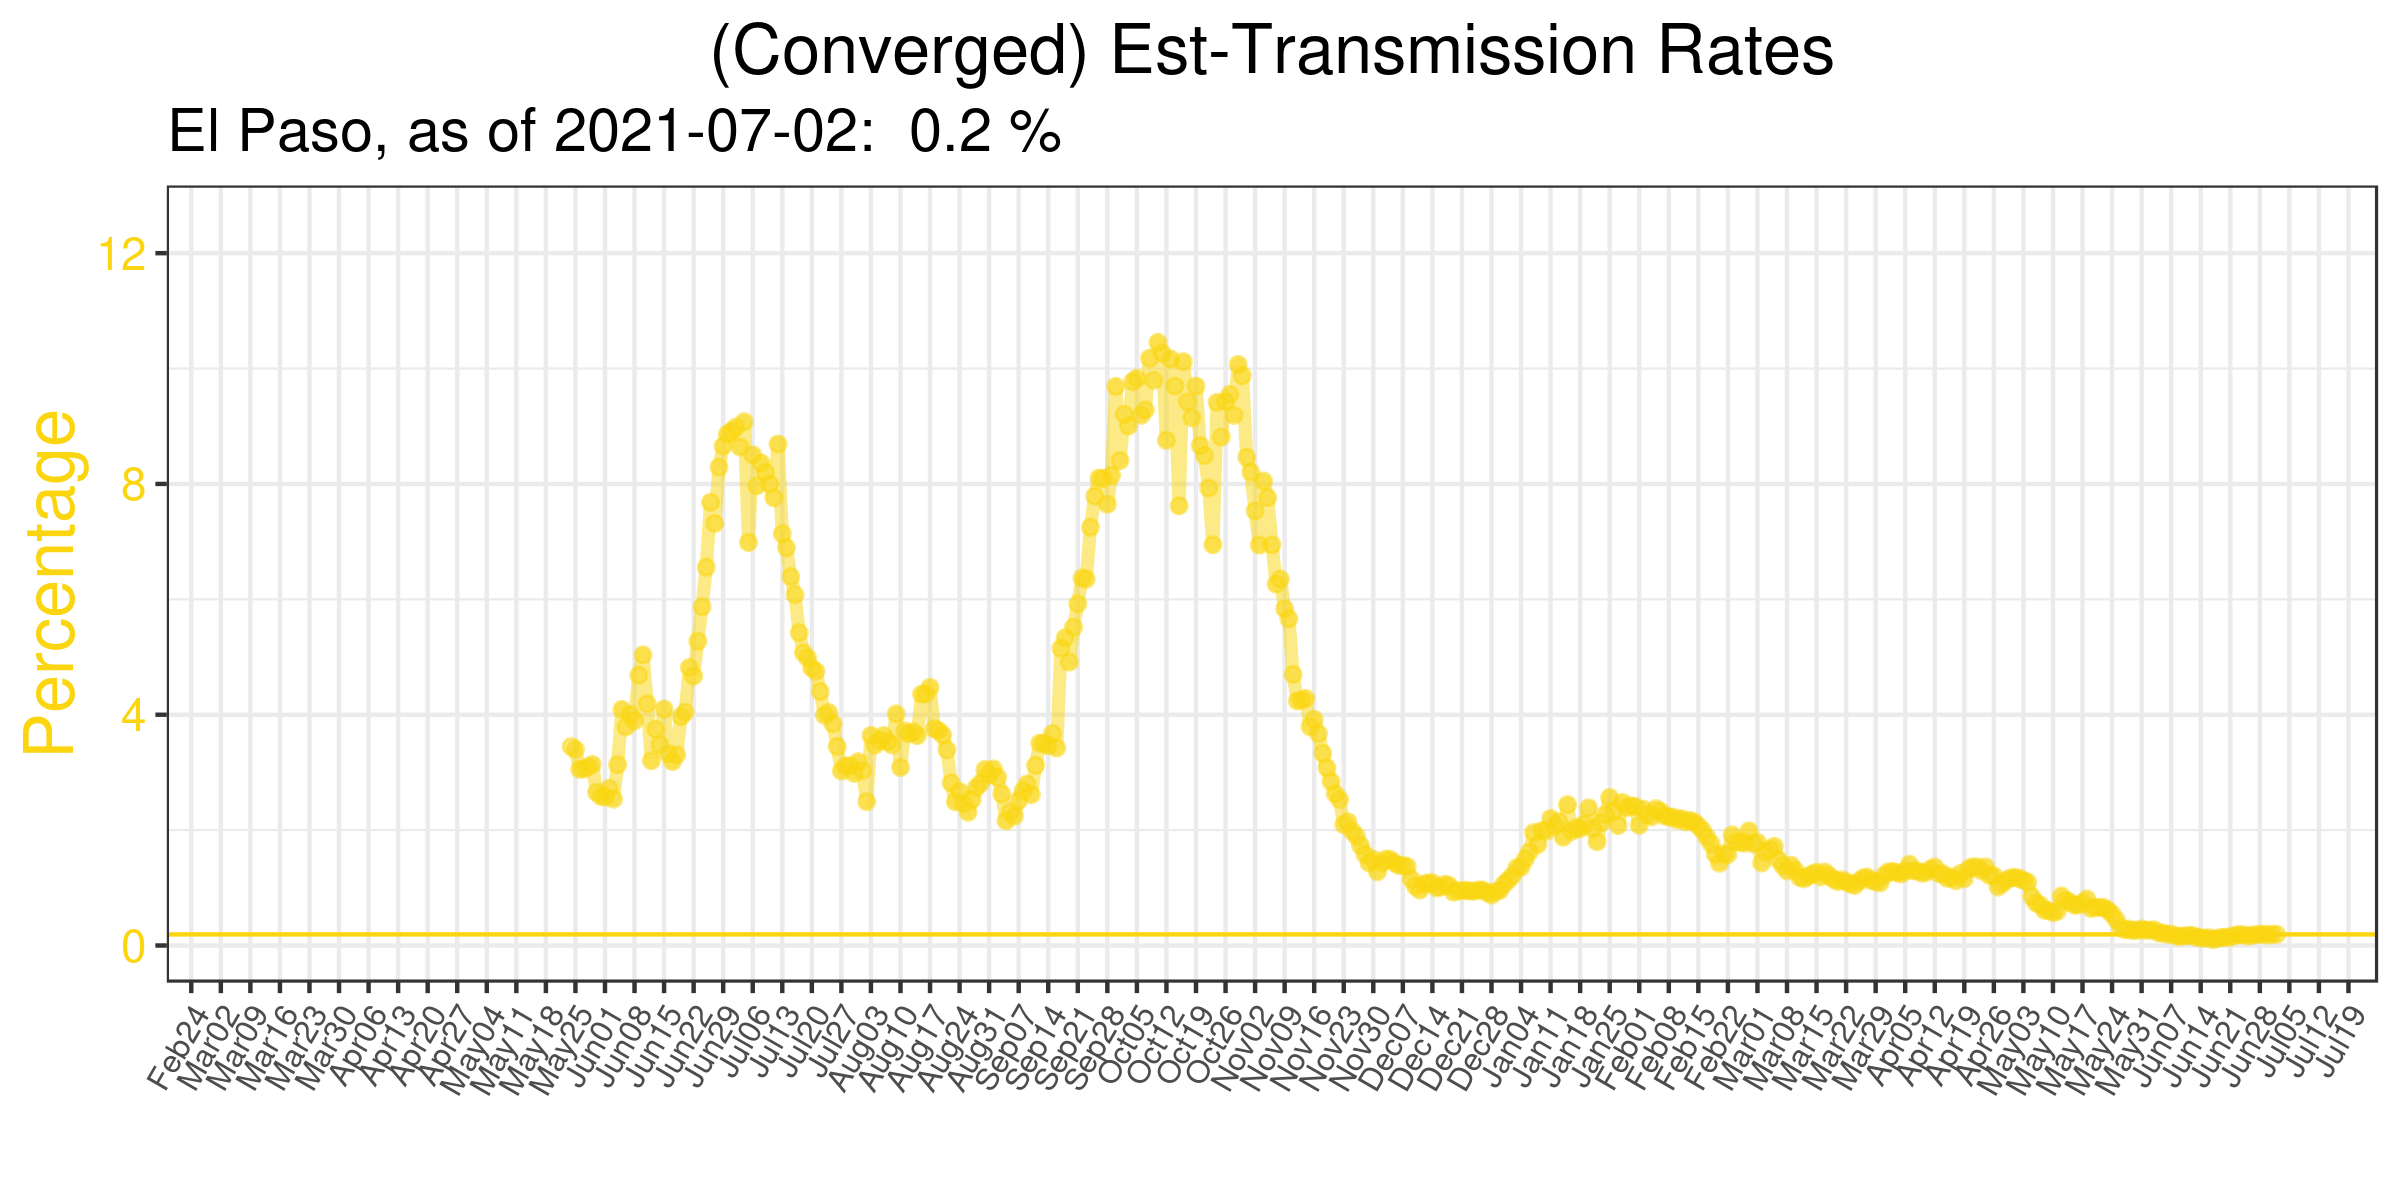 (Converged) Est-Transmission Rates
El Paso, as of 2021-07-02:  0.2 %
Percentage
12
8
4
0
Feb24
Mar02
Mar09
Mar16
Mar23
Mar30
Apr06
Apr13
Apr20
Apr27
May04
May11
May18
May25
Jun01
Jun08
Jun15
Jun22
Jun29
Jul06
Jul13
Jul20
Jul27
Aug03
Aug10
Aug17
Aug24
Aug31
Sep07
Sep14
Sep21
Sep28
Oct05
Oct12
Oct19
Oct26
Nov02
Nov09
Nov16
Nov23
Nov30
Dec07
Dec14
Dec21
Dec28
Jan04
Jan11
Jan18
Jan25
Feb01
Feb08
Feb15
Feb22
Mar01
Mar08
Mar15
Mar22
Mar29
Apr05
Apr12
Apr19
Apr26
May03
May10
May17
May24
May31
Jun07
Jun14
Jun21
Jun28
Jul05
Jul12
Jul19